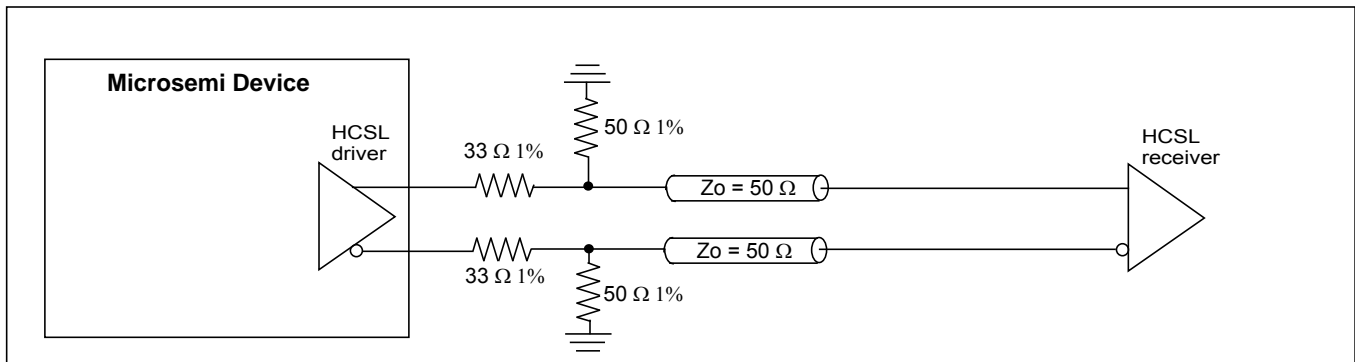 Microsemi Device
HCSL
driver
33 Ω 1%
50 Ω 1%
Zo = 50 Ω
HCSL
receiver
33 Ω 1%
50 Ω 1%
Zo = 50 Ω